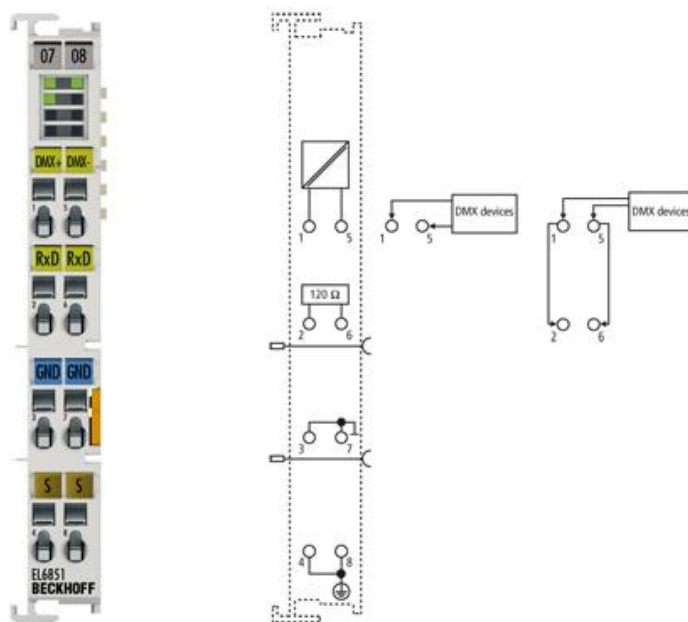 07 08
DMX+ DMX-
1 5
RxD RxD
2 6
GND GND
3 7
S S
4 8
EL6851
BECKHOFF
1 5
120 Ω
2 6
3 7
4 8
DMX devices
1 5
DMX devices
1 5
2 6